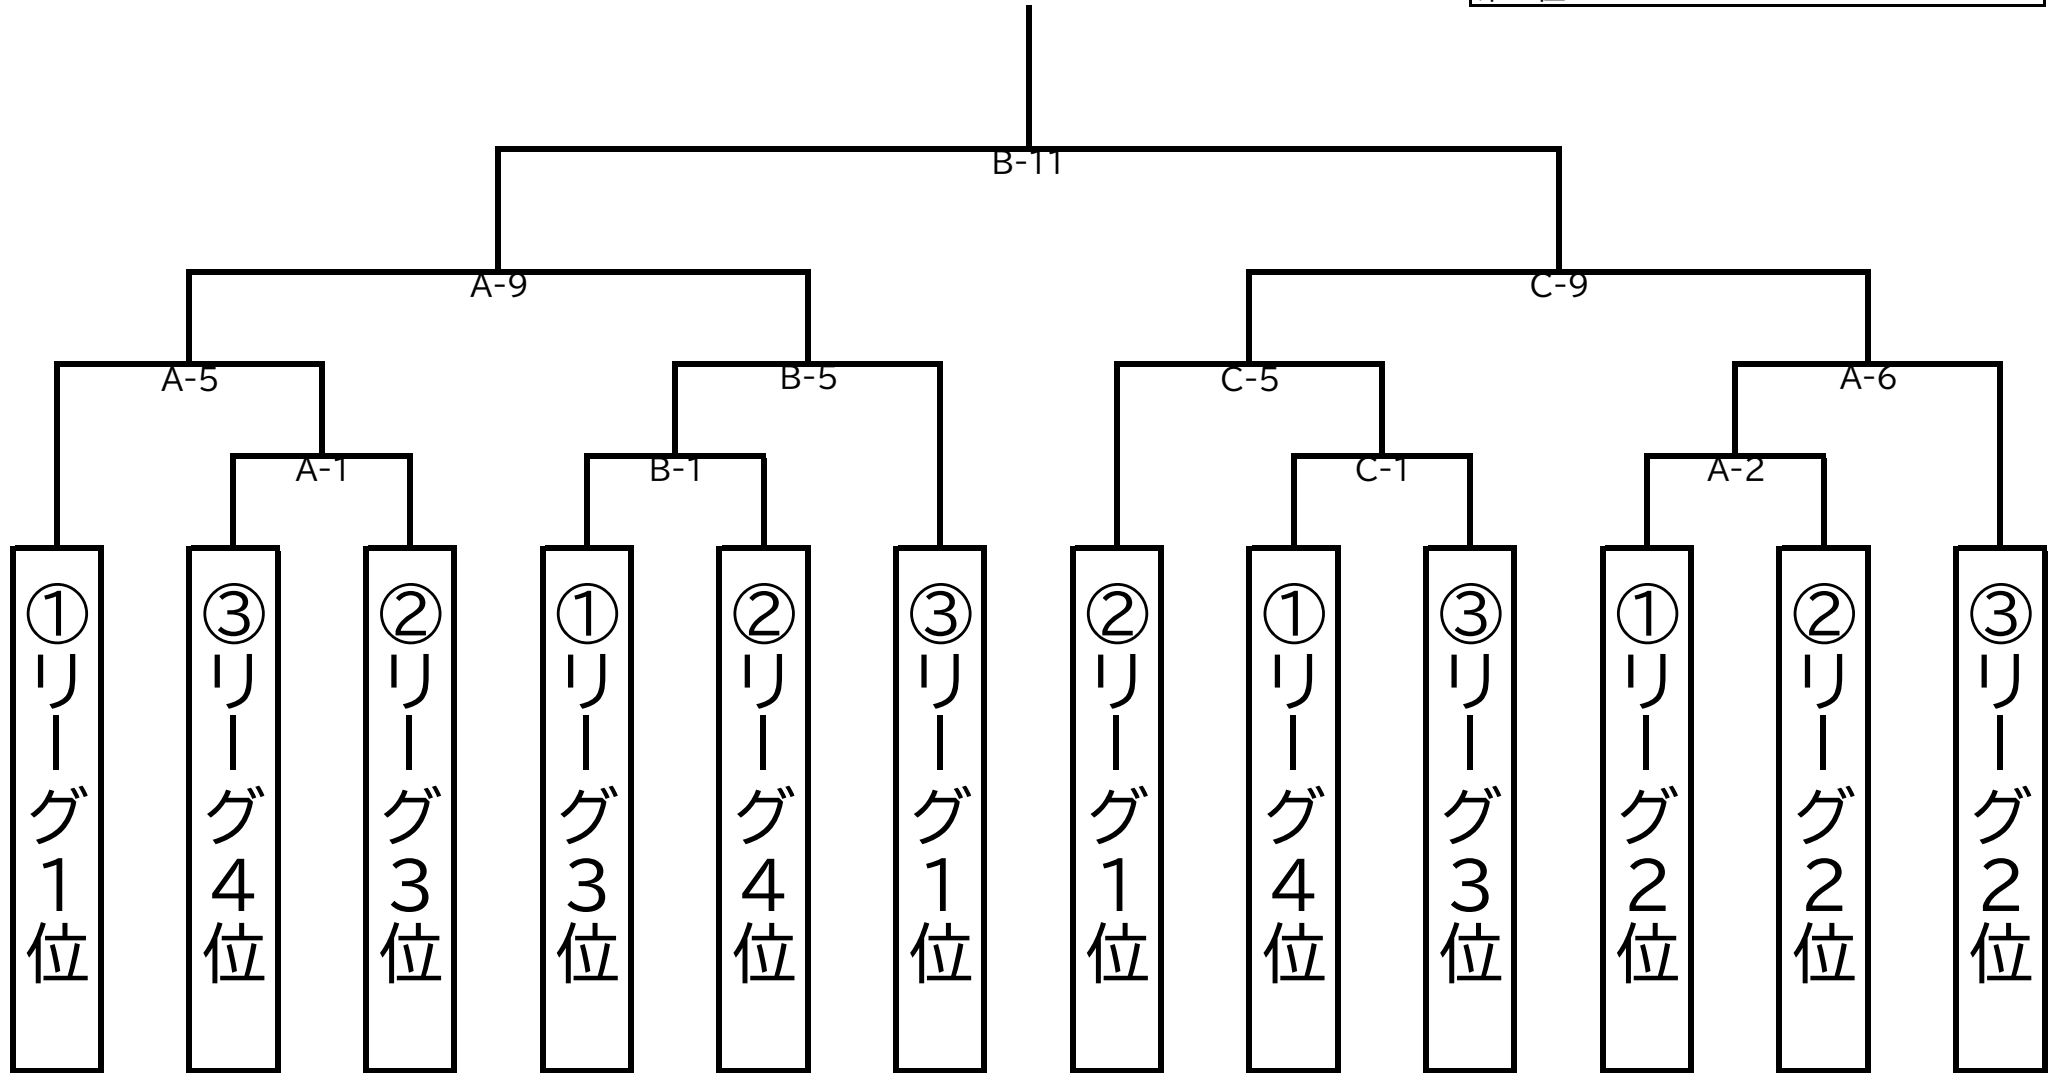 B-11
A-9
C-9
A-5
B-5
C-5
A-6
A-1
B-1
C-1
A-2
①リーグ1位
③リーグ4位
②リーグ3位
①リーグ3位
②リーグ4位
③リーグ1位
②リーグ1位
①リーグ4位
③リーグ3位
①リーグ2位
②リーグ2位
③リーグ2位